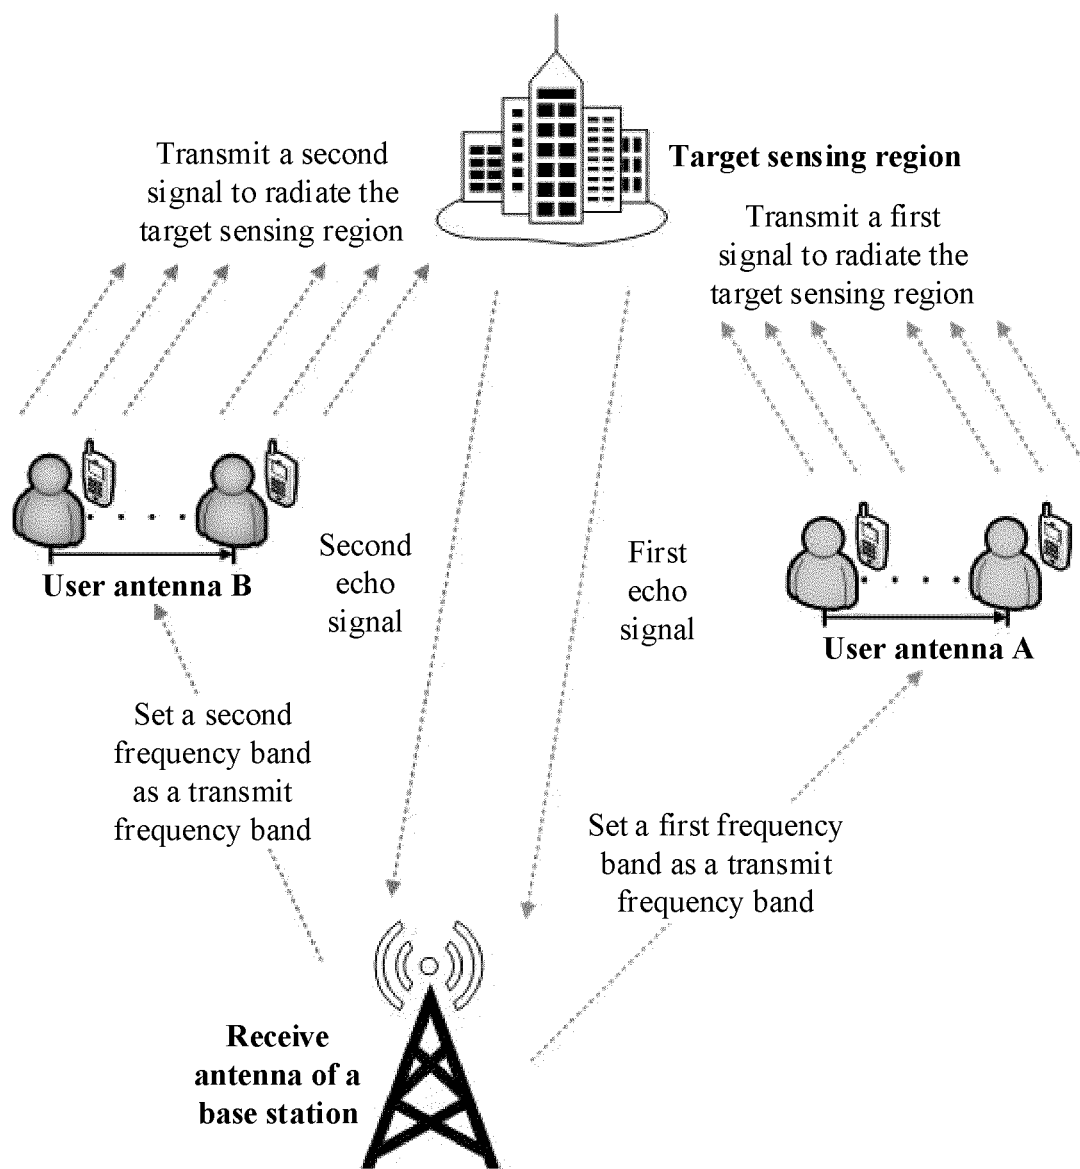 Transmit a second
signal to radiate the
target sensing region
Target sensing region
Transmit a first
signal to radiate the
target sensing region
User antenna B
Second
echo
signal
First
echo
signal
User antenna A
Set a second
frequency band
as a transmit
frequency band
Set a first frequency
band as a transmit
frequency band
Receive
antenna of a
base station